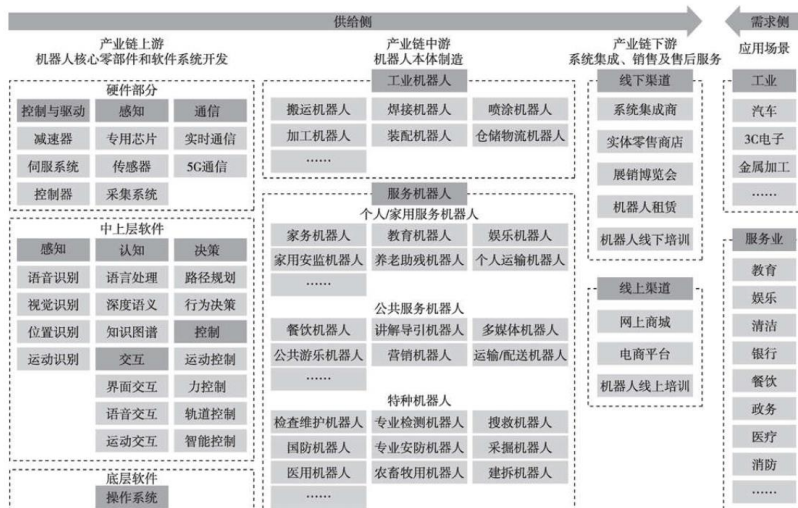 供给侧
需求侧
产业链上游
机器人核心零部件和软件系统开发
产业链中游
机器人本体制造
产业链下游
系统集成、销售及售后服务
应用场景
硬件部分
控制与驱动 感知 通信
减速器 专用芯片 实时通信
伺服系统 传感器 5G通信
控制器 采集系统
中上层软件
感知 认知 决策
语音识别 语言处理 路径规划
视觉识别 深度语义 行为决策
位置识别 知识图谱 控制
运动识别 交互 运动控制
界面交互 力控制
语音交互 轨道控制
运动交互 智能控制
底层软件
操作系统
工业机器人
搬运机器人 焊接机器人 喷涂机器人
加工机器人 装配机器人 仓储物流机器人
……
服务机器人
个人/家用服务机器人
家务机器人 教育机器人 娱乐机器人
家用安监机器人 养老助残机器人 个人运输机器人
……
公共服务机器人
餐饮机器人 讲解导引机器人 多媒体机器人
公共游乐机器人 营销机器人 运输/配送机器人
……
特种机器人
检查维护机器人 专业检测机器人 搜救机器人
国防机器人 专业安防机器人 采掘机器人
医用机器人 农畜牧用机器人 建拆机器人
……
线下渠道
系统集成商
实体零售商店
展销博览会
机器人租赁
机器人线下培训
线上渠道
网上商城
电商平台
机器人线上培训
工业
汽车
3C电子
金属加工
……
服务业
教育
娱乐
清洁
银行
餐饮
政务
医疗
消防
……